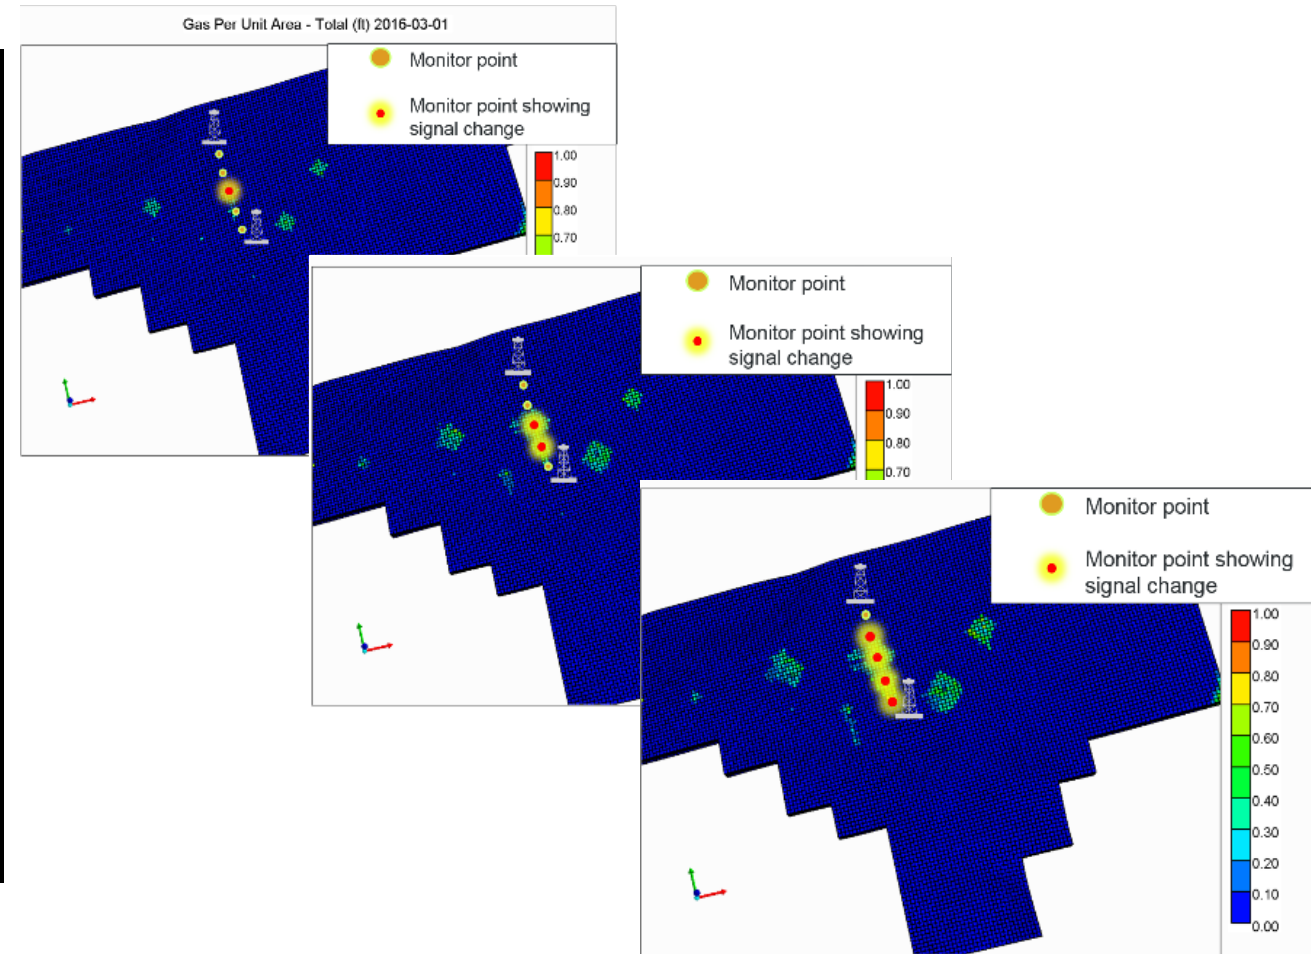 Gas Per Unit Area - Total (ft) 2016-03-01
Monitor point
Monitor point showing
signal change
1.00
0.90
0.80
0.70
Monitor point
Monitor point showing
signal change
1.00
0.90
0.80
0.70
Monitor point
Monitor point showing
signal change
1.00
0.90
0.80
0.70
0.60
0.50
0.40
0.30
0.20
0.10
0.00